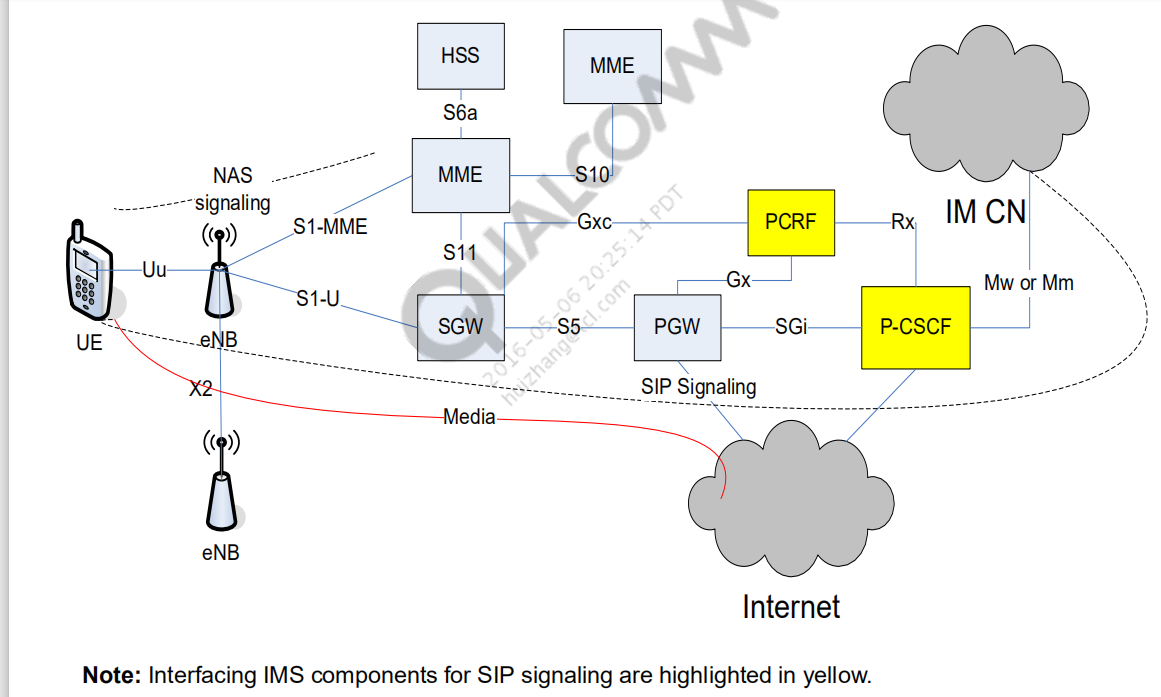 HSS
MME
QUALCOMM
S6a
MME
NAS
signaling
S10
IM CN
S1-MME
Gxc
PCRF
Rx
S11
Uu
Gx
Mw or Mm
S1-U
SGW
S5
PGW
SGi
P-CSCF
UE
eNB
2016-05-06 20:25:14 PDT
huizhang@tcl.com
X2
SIP Signaling
Media
eNB
Internet
Note: Interfacing IMS components for SIP signaling are highlighted in yellow.